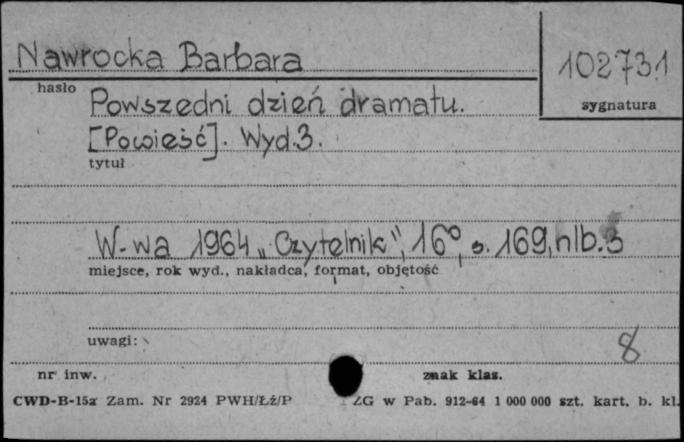 Nawrocka Barbara
102731
hasło
sygnatura
Powszedni dzień dramatu.
[Powieść]. Wyd.3.
tytuł
W-wa 1964 „Czytelnik", 16°, s. 169, nlb. 3
miejsce, rok wyd., nakładca, format, objętość
uwagi:
8
nr inw.
znak klas.
CWD-B-15a Zam. Nr 2924 PWH/Łź/P ZG w Pab. 912-64 1 000 000 szt. kart. b. kl.